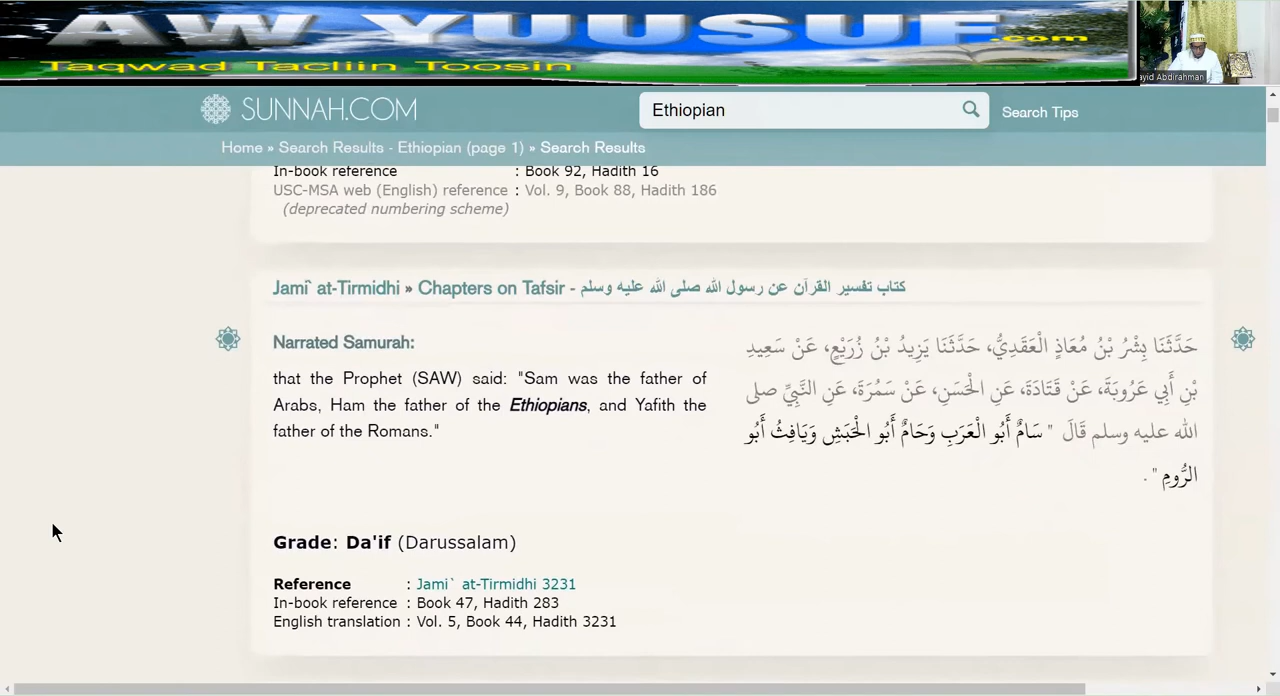 AW YUUSUF.com
Taqwad Tacliin Toosin
ayid Abdirahman
SUNNAH.COM
Ethiopian
Search Tips
Home » Search Results - Ethiopian (page 1) » Search Results
In-book reference : Book 92, Hadith 16
USC-MSA web (English) reference : Vol. 9, Book 88, Hadith 186
(deprecated numbering scheme)
Jami` at-Tirmidhi » Chapters on Tafsir - كتاب تفسير القرآن عن رسول الله صلى الله عليه وسلم
Narrated Samurah:
that the Prophet (SAW) said: "Sam was the father of
Arabs, Ham the father of the Ethiopians, and Yafith the
father of the Romans."
حَدَّثَنَا بِشْرُ بْنُ مُعَاذٍ الْعَقَدِيُّ، حَدَّثَنَا يَزِيدُ بْنُ زُرَيْعٍ، عَنْ سَعِيدِ
بْنِ أَبِي عَرُوبَةَ، عَنْ قَتَادَةَ، عَنِ الْحَسَنِ، عَنْ سَمُرَةَ، عَنِ النَّبِيِّ صلى
الله عليه وسلم قَالَ " سَامٌ أَبُو الْعَرَبِ وَحَامٌ أَبُو الْحَبَشِ وَيَافِثُ أَبُو
الرُّومِ " .
Grade: Da'if (Darussalam)
Reference : Jami` at-Tirmidhi 3231
In-book reference : Book 47, Hadith 283
English translation : Vol. 5, Book 44, Hadith 3231